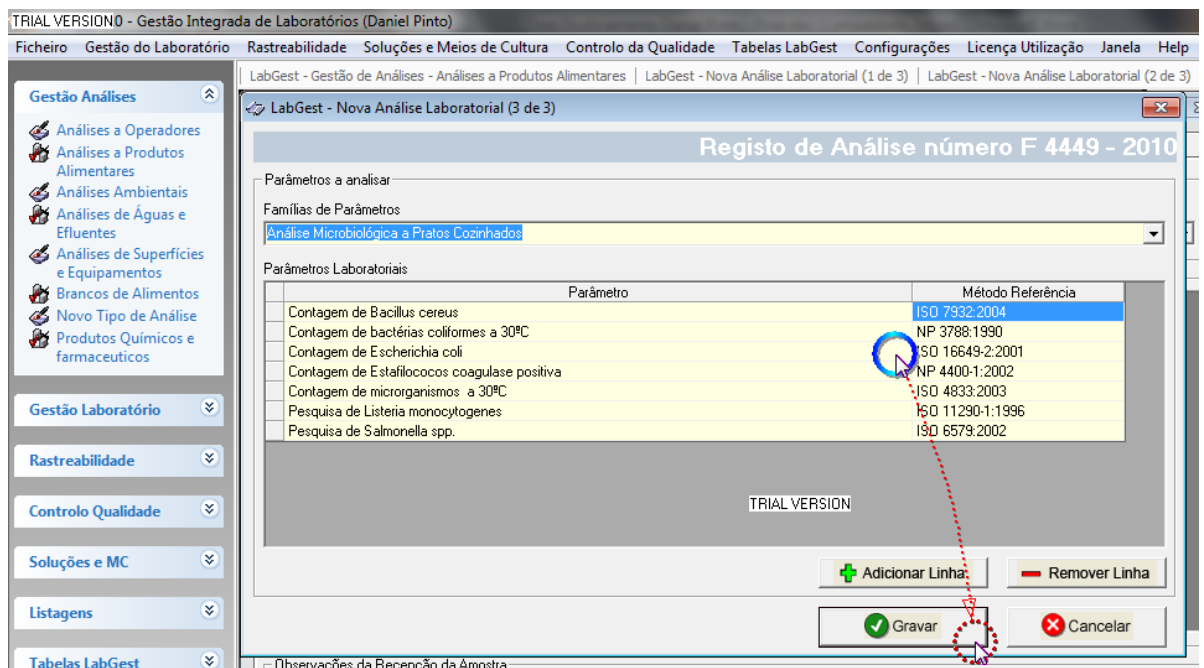 TRIAL VERSION0 - Gestão Integrada de Laboratórios (Daniel Pinto)
Ficheiro Gestão do Laboratório Rastreabilidade Soluções e Meios de Cultura Controlo da Qualidade Tabelas LabGest Configurações Licença Utilização Janela Help
LabGest - Gestão de Análises - Análises a Produtos Alimentares | LabGest - Nova Análise Laboratorial (1 de 3) | LabGest - Nova Análise Laboratorial (2 de 3)
Gestão Análises
Análises a Operadores
Análises a Produtos
Alimentares
Análises Ambientais
Análises de Águas e
Efluentes
Análises de Superfícies
e Equipamentos
Brancos de Alimentos
Novo Tipo de Análise
Produtos Químicos e
farmaceuticos
Gestão Laboratório
Rastreabilidade
Controlo Qualidade
Soluções e MC
Listagens
Tabelas LabGest
LabGest - Nova Análise Laboratorial (3 de 3)
Registo de Análise número F 4449 - 2010
Parâmetros a analisar
Famílias de Parâmetros
Análise Microbiológica a Pratos Cozinhados
Parâmetros Laboratoriais
Parâmetro Método Referência
Contagem de Bacillus cereus ISO 7932:2004
Contagem de bactérias coliformes a 30ºC NP 3788:1990
Contagem de Escherichia coli ISO 16649-2:2001
Contagem de Estafilococos coagulase positiva NP 4400-1:2002
Contagem de microrganismos a 30ºC ISO 4833:2003
Pesquisa de Listeria monocytogenes ISO 11290-1:1996
Pesquisa de Salmonella spp. ISO 6579:2002
TRIAL VERSION
Adicionar Linha Remover Linha
Gravar Cancelar
Observações da Recepção da Amostra